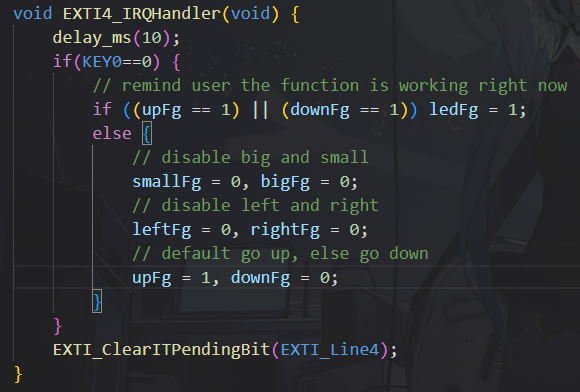 void EXTI4_IRQHandler(void) {
    delay_ms(10);
    if(KEY0==0) {
        // remind user the function is working right now
        if ((upFg == 1) || (downFg == 1)) ledFg = 1;
        else {
            // disable big and small
            smallFg = 0, bigFg = 0;
            // disable left and right
            leftFg = 0, rightFg = 0;
            // default go up, else go down
            upFg = 1, downFg = 0;
        }
    }
    EXTI_ClearITPendingBit(EXTI_Line4);
}